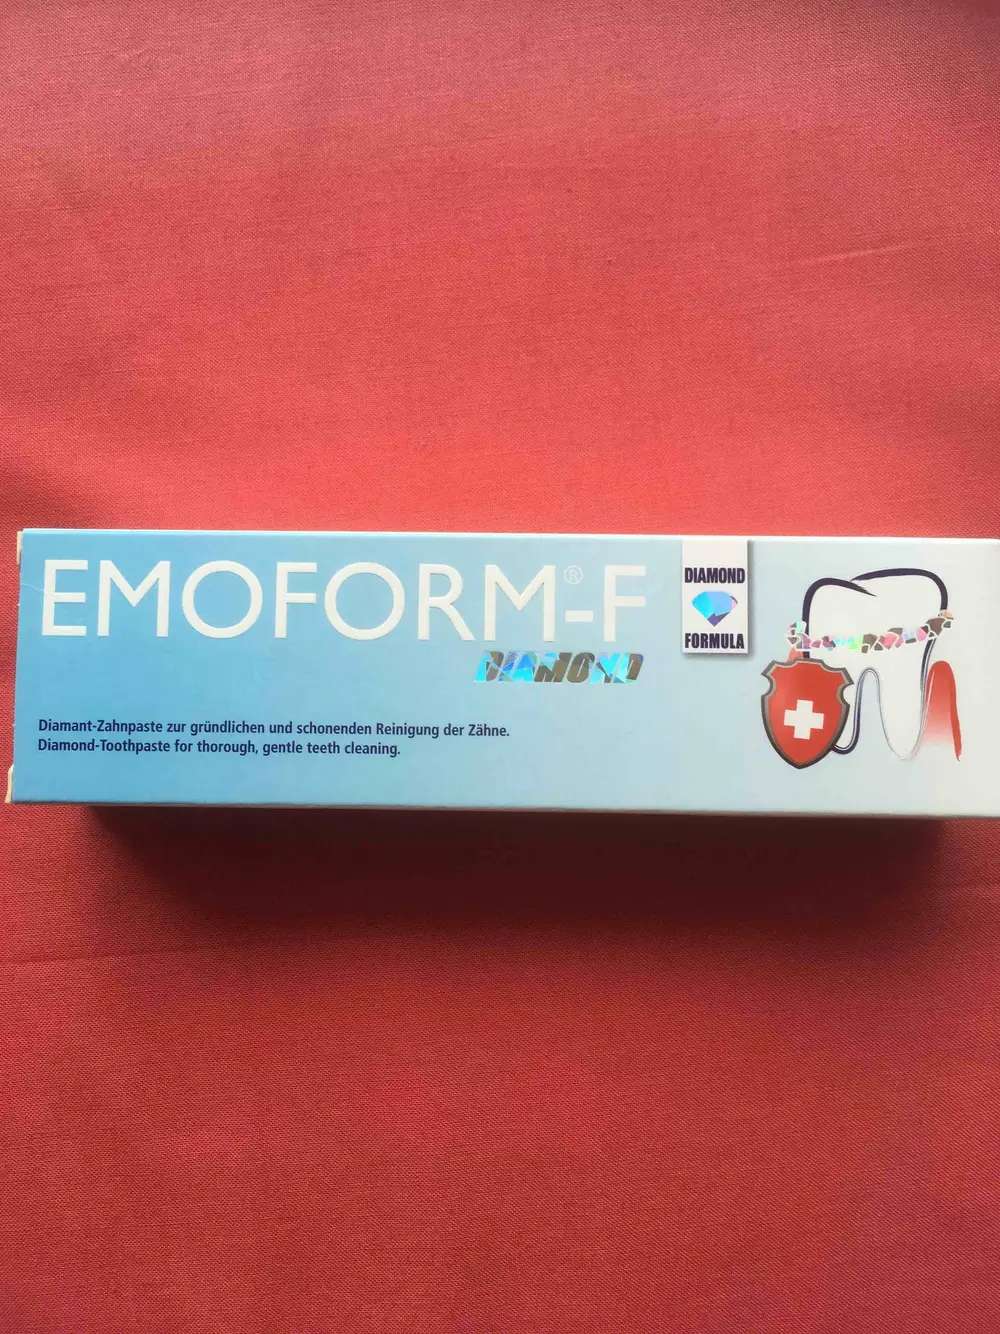 EMOFORM®-F
DIAMOND
Diamant-Zahnpaste zur gründlichen und schonenden Reinigung der Zähne.
Diamond-Toothpaste for thorough, gentle teeth cleaning.
DIAMOND
FORMULA